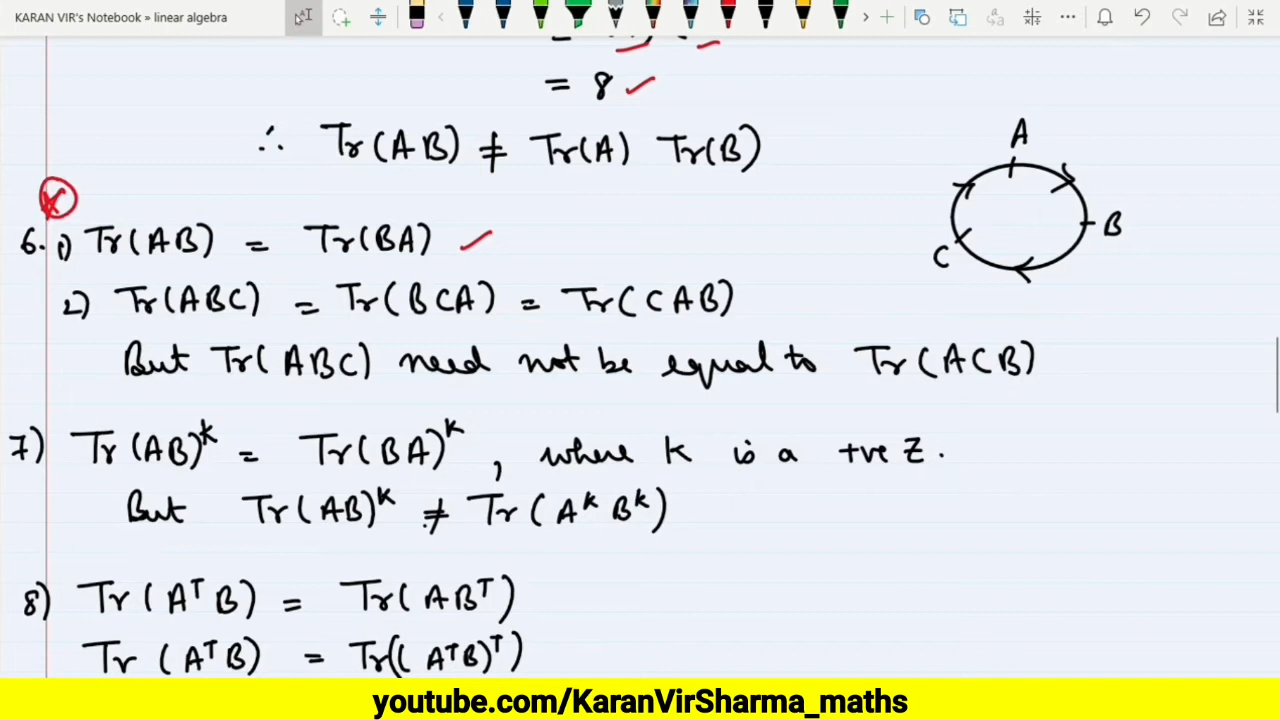 KARAN VIR's Notebook » linear algebra
= 8 ✓
∴ Tr(AB) ≠ Tr(A) Tr(B)
A
B
C
6. 1) Tr(AB) = Tr(BA) ✓
2) Tr(ABC) = Tr(BCA) = Tr(CAB)
But Tr(ABC) need not be equal to Tr(ACB)
7) Tr(AB)^k = Tr(BA)^k, where k is a +ve Z.
But Tr(AB)^k ≠ Tr(A^k B^k)
8) Tr(A^T B) = Tr(AB^T)
Tr(A^T B) = Tr((A^T B)^T)
youtube.com/KaranVirSharma_maths